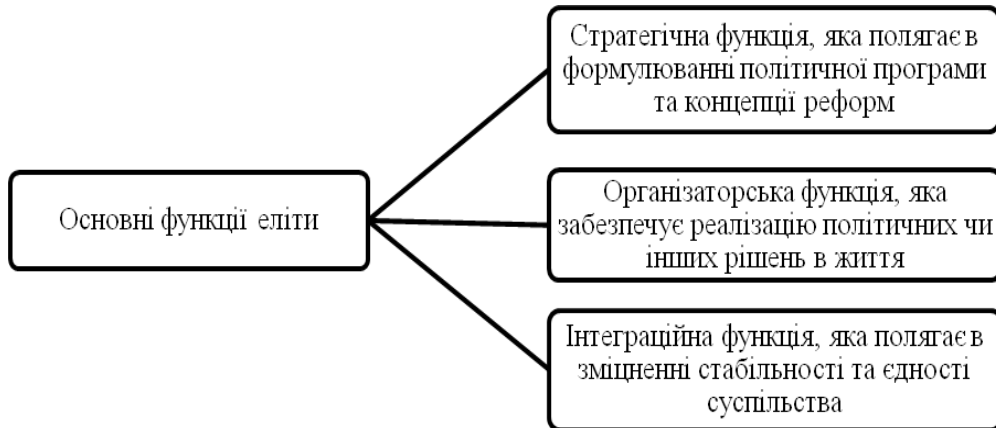 Основні функції еліти
Стратегічна функція, яка полягає в
формулюванні політичної програми
та концепції реформ
Організаторська функція, яка
забезпечує реалізацію політичних чи
інших рішень в життя
Інтеграційна функція, яка полягає в
зміцненні стабільності та єдності
суспільства